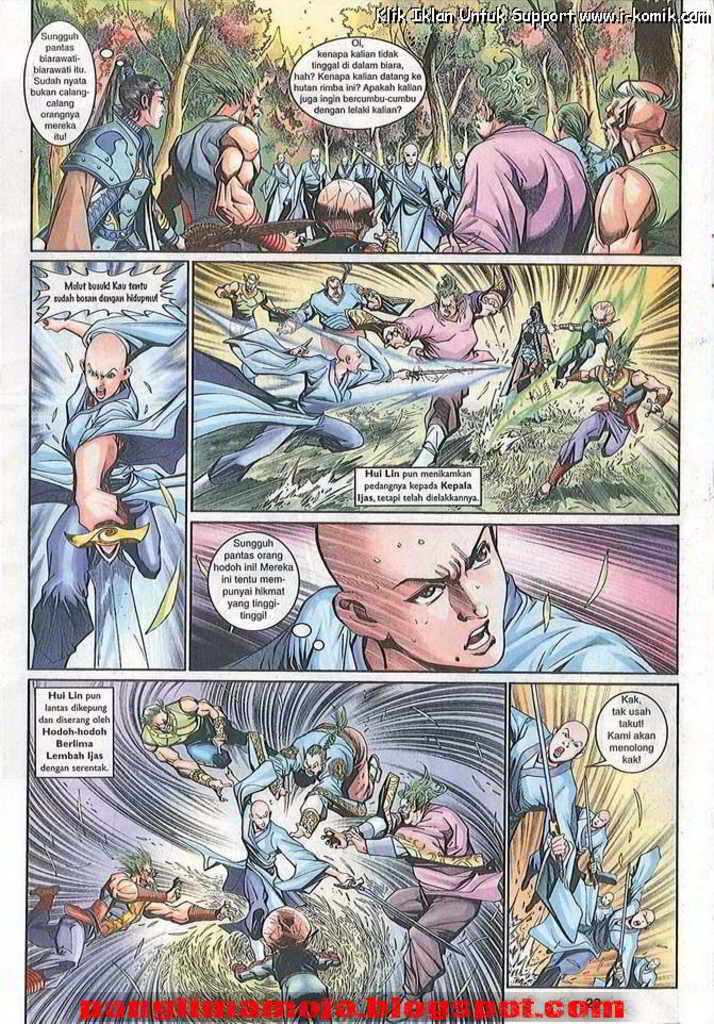 Klik Iklan Untuk Support www.i-komik.com
Sungguh
pantas
biarawati-
biarawati itu.
Sudah nyata
bukan calang-
calang
orangnya
mereka
itu!
Oi,
kenapa kalian tidak
tinggal di dalam biara,
hah? Kenapa kalian datang ke
hutan rimba ini? Apakah kalian
juga ingin bercumbu-cumbu
dengan lelaki kalian?
Mulut busuk! Kau tentu
sudah bosan dengan hidupmu!
Hui Lin pun menikamkan
pedangnya kepada Kepala
Ijas, tetapi telah dielakkannya.
Sungguh
pantas orang
hodoh ini! Mereka
ini tentu mem-
punyai hikmat
yang tinggi-
tinggi!
Hui Lin pun
lantas dikepung
dan diserang oleh
Hodoh-hodoh
Berlima
Lembah Ijas
dengan serentak.
Kak,
tak usah
takut!
Kami akan
menolong
kak!
panglimamojo.blogspot.com